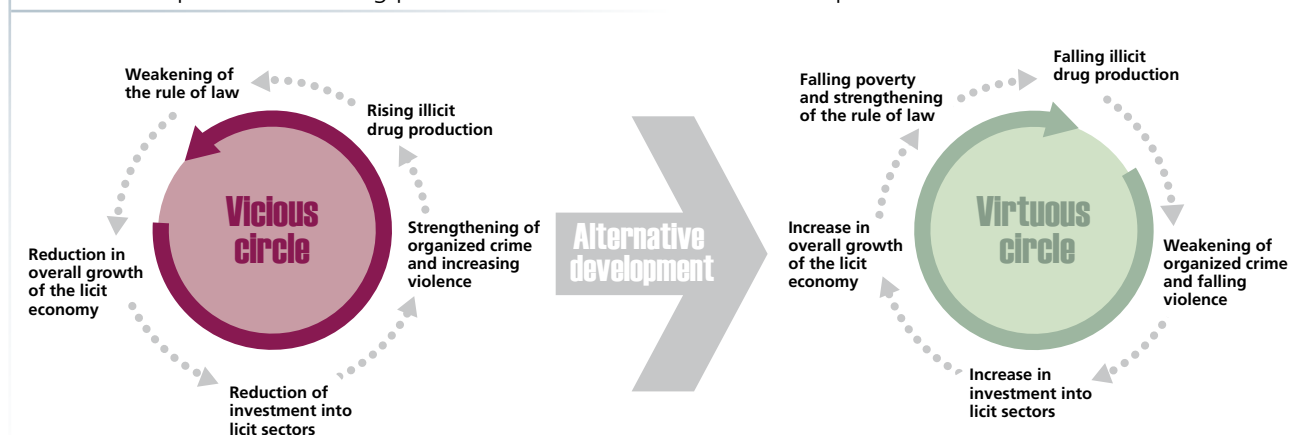 Weakening of
the rule of law
Rising illicit
drug production
Vicious
circle
Strengthening of
organized crime
and increasing
violence
Reduction in
overall growth
of the licit
economy
Reduction of
investment into
licit sectors
Alternative
development
Falling illicit
drug production
Falling poverty
and strengthening
of the rule of law
Virtuous
circle
Increase in
overall growth
of the licit
economy
Weakening of
organized crime
and falling
violence
Increase in
investment into
licit sectors